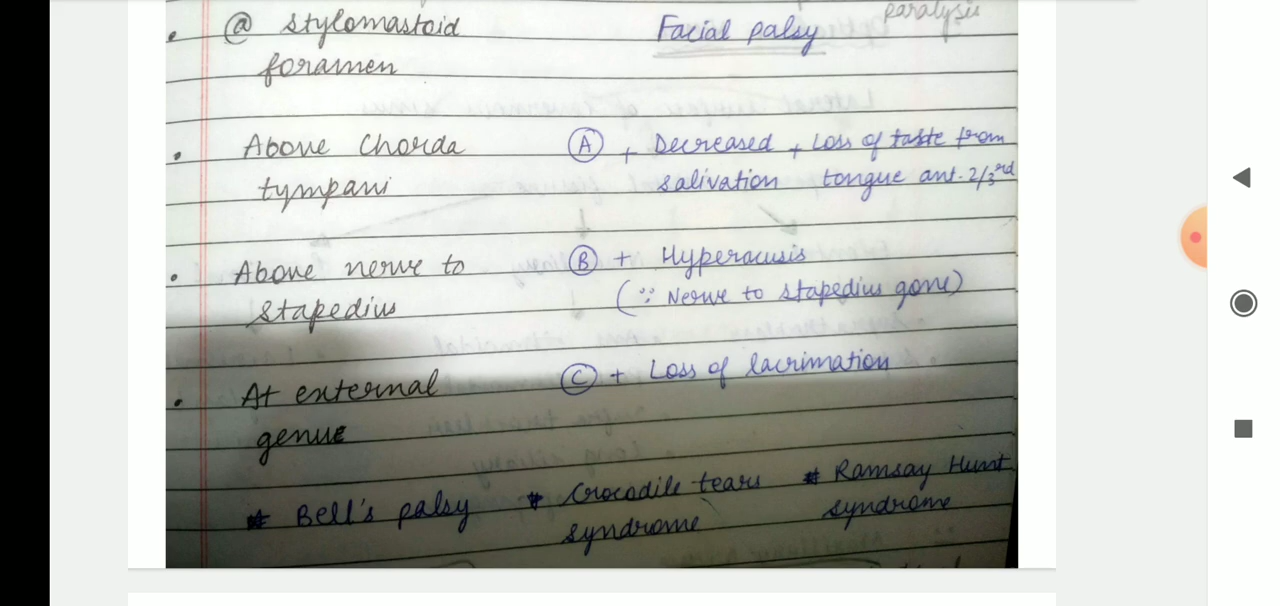 paralysis
• @ stylomastoid Facial palsy
foramen
• Above Chorda Ⓐ + Decreased + Loss of taste from
tympani salivation tongue ant. 2/3rd
• Above nerve to Ⓑ + Hyperacusis
stapedius (∵ Nerve to stapedius gone)
• At external Ⓒ + Loss of lacrimation
genue
* Bell's palsy * Crocodile tears * Ramsay Hunt
syndrome syndrome